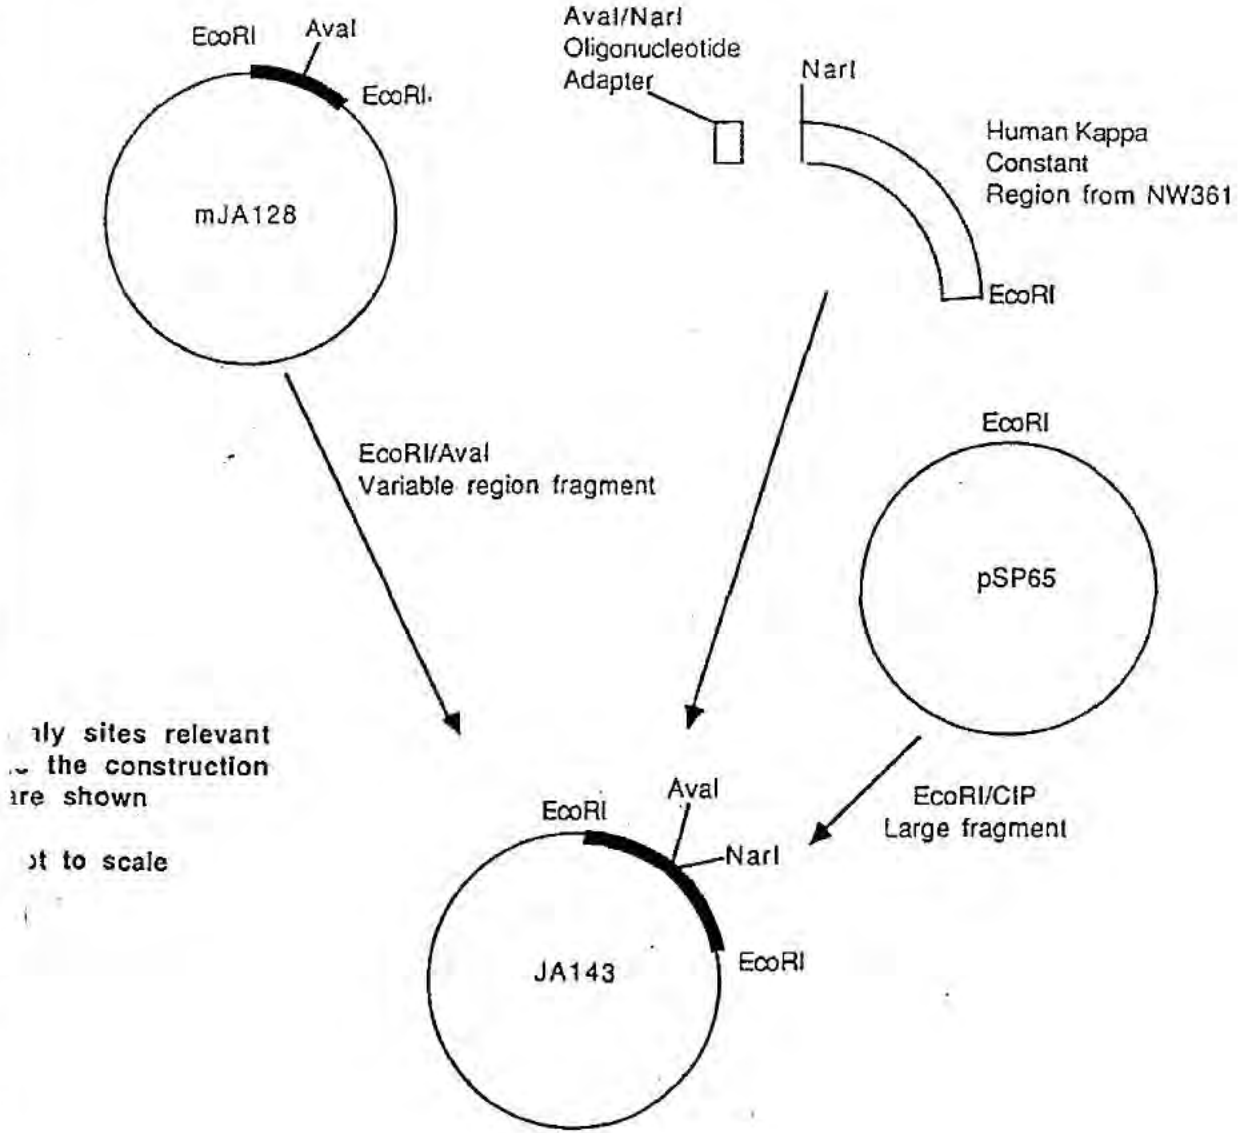 EcoRI
AvaI
EcoRI
mJA128
AvaI/NarI
Oligonucleotide
Adapter
NarI
Human Kappa
Constant
Region from NW361
EcoRI
EcoRI/AvaI
Variable region fragment
EcoRI
pSP65
sites relevant
the construction
are shown
to scale
EcoRI/CIP
Large fragment
EcoRI
AvaI
NarI
EcoRI
JA143